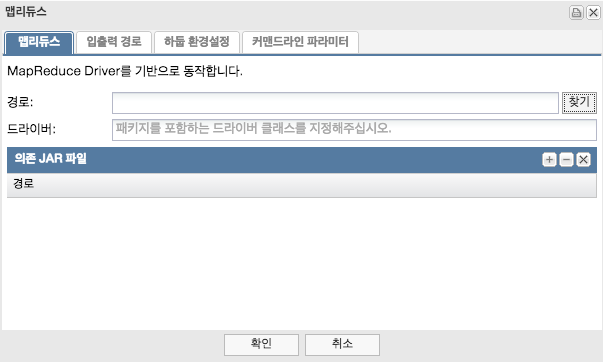 맵리듀스
맵리듀스 입출력 경로 하둡 환경설정 커맨드라인 파라미터
MapReduce Driver를 기반으로 동작합니다.
경로: 찾기
드라이버: 패키지를 포함하는 드라이버 클래스를 지정해주십시오.
의존 JAR 파일
경로
확인 취소